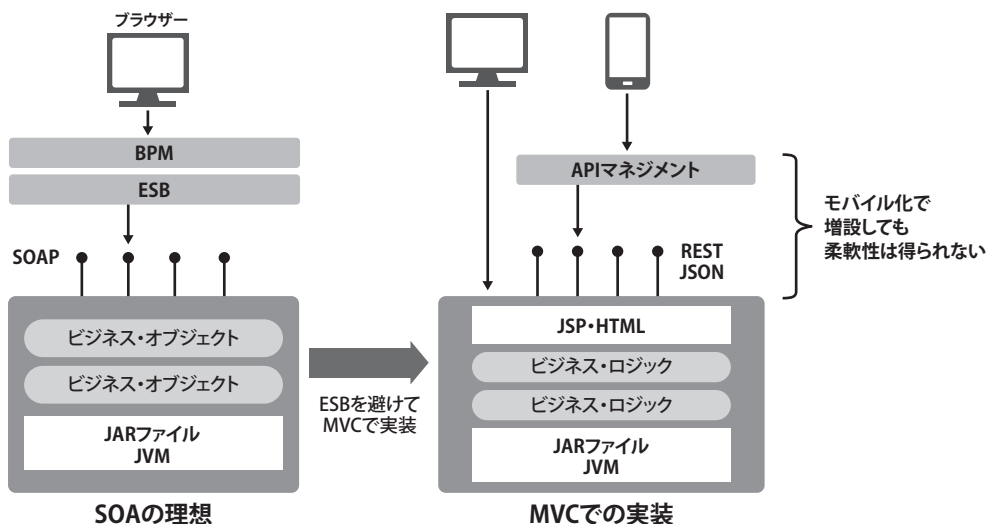 ブラウザー
BPM
ESB
SOAP
ビジネス・オブジェクト
ビジネス・オブジェクト
JARファイル
JVM
SOAの理想
ESBを避けて
MVCで実装
APIマネジメント
REST
JSON
JSP・HTML
ビジネス・ロジック
ビジネス・ロジック
JARファイル
JVM
MVCでの実装
モバイル化で
増設しても
柔軟性は得られない